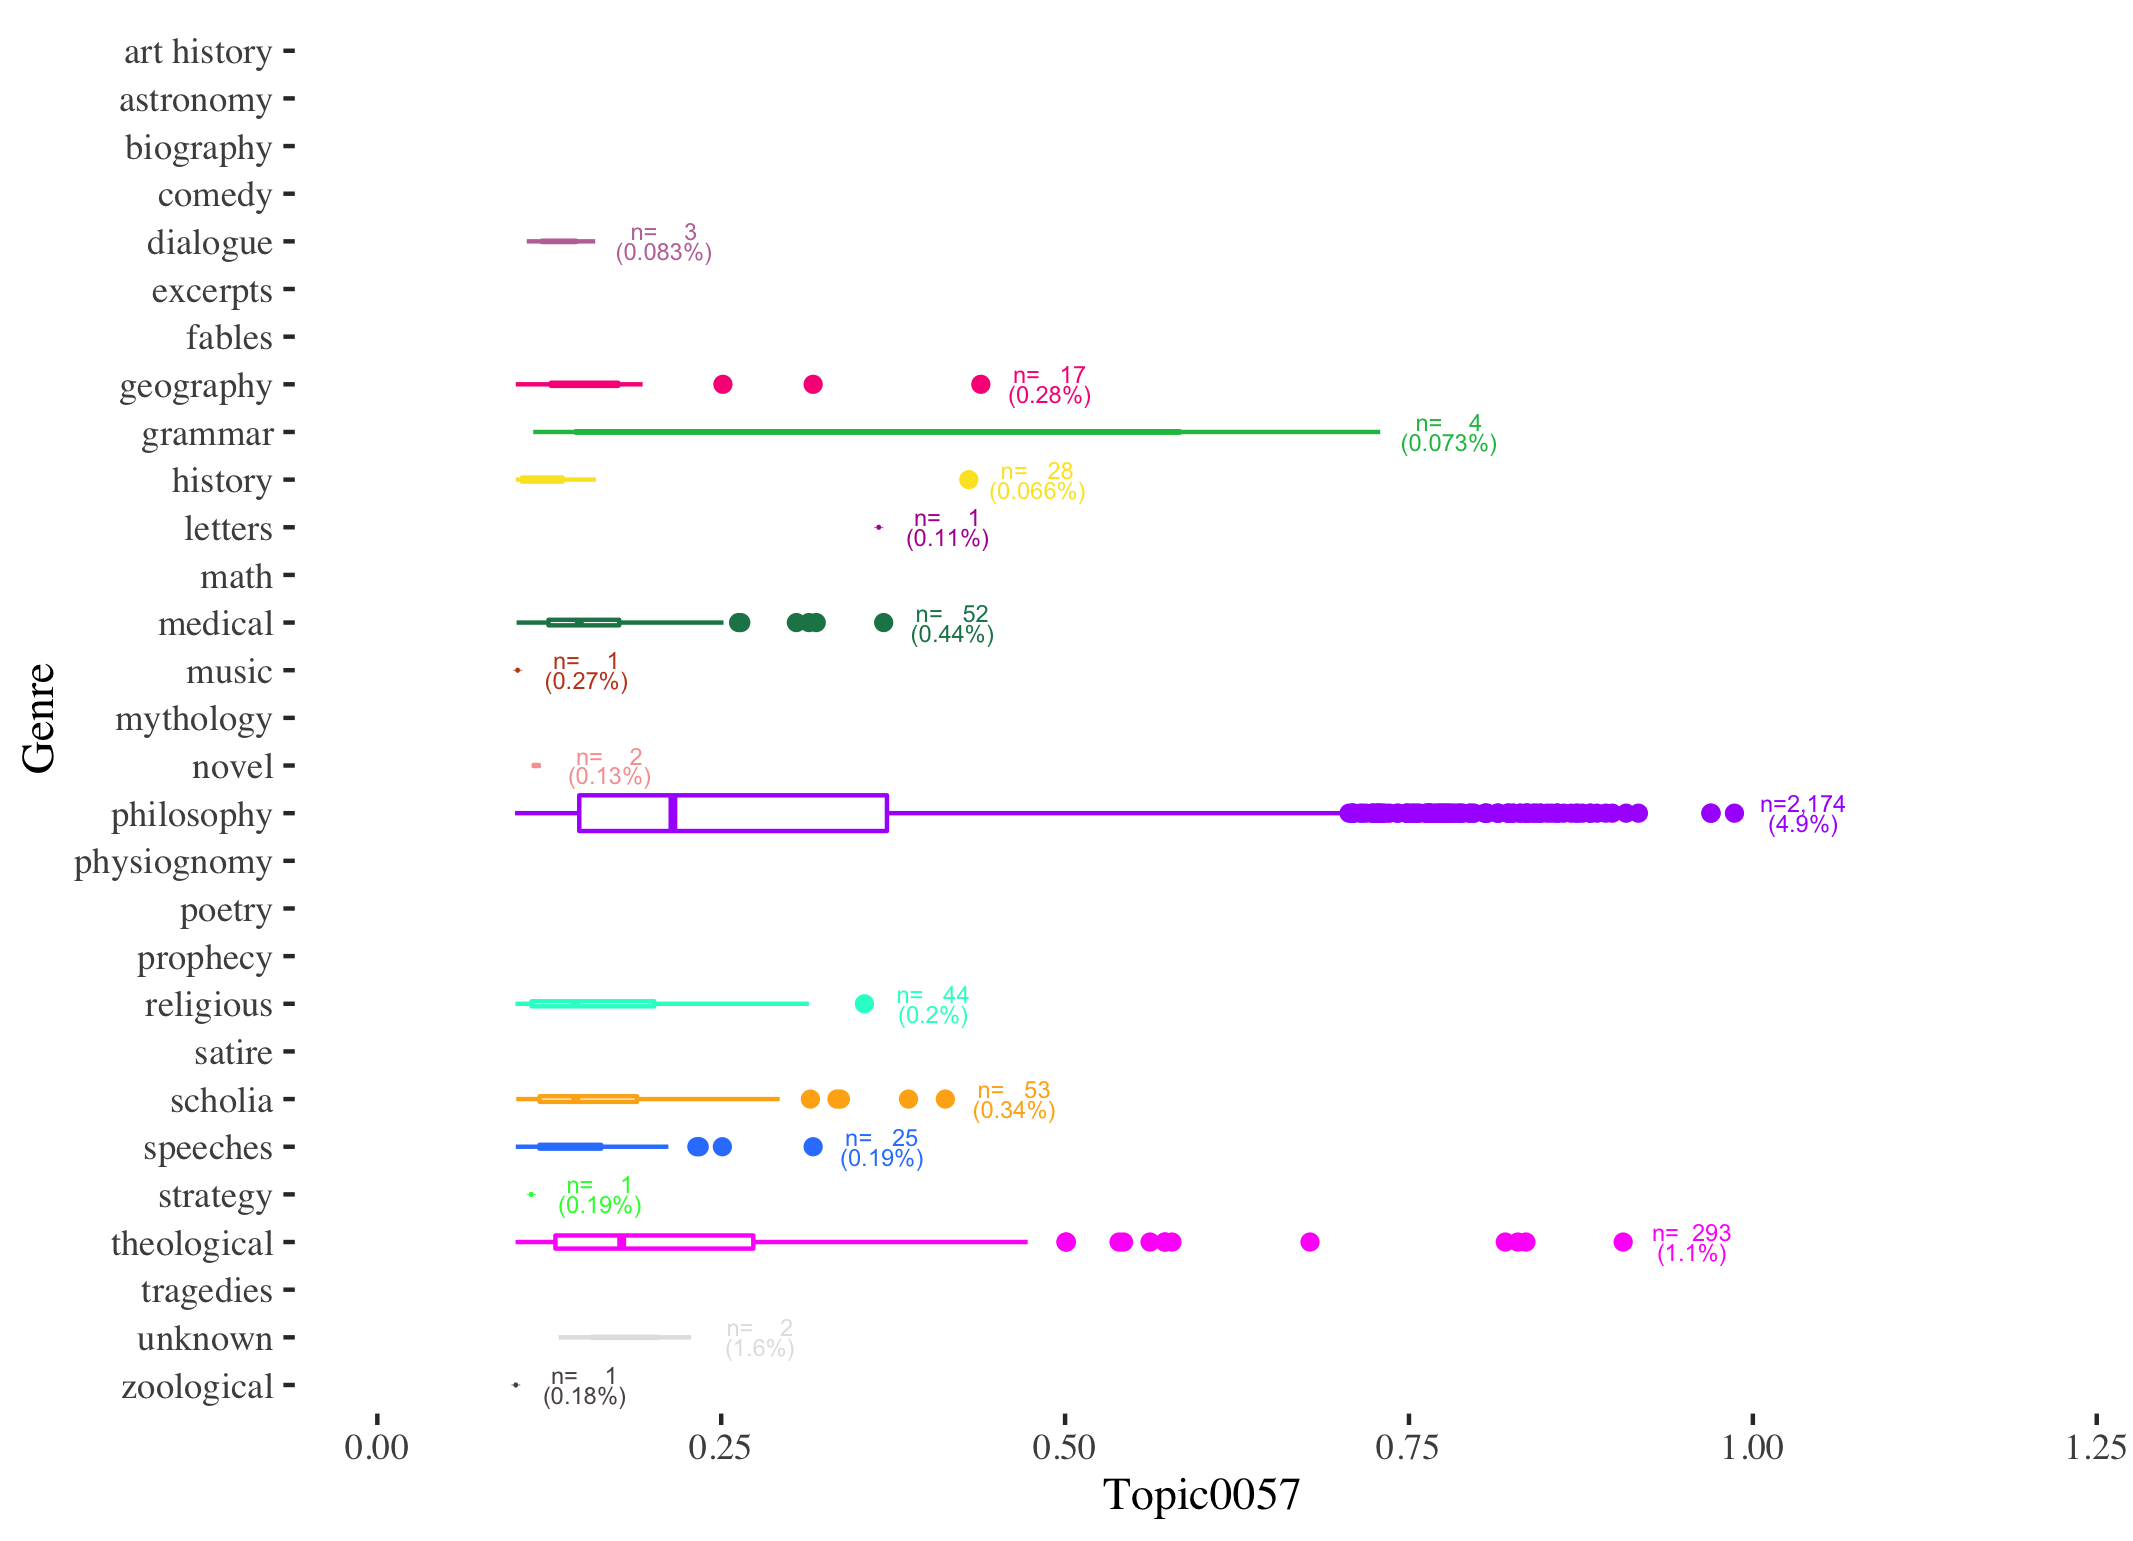 art history
astronomy
biography
comedy
dialogue
n= 3
(0.083%)
excerpts
fables
geography
n= 17
(0.28%)
grammar
n= 4
(0.073%)
history
n= 28
(0.066%)
letters
n= 1
(0.11%)
math
medical
n= 52
(0.44%)
music
n= 1
(0.27%)
mythology
novel
n= 2
(0.13%)
philosophy
n=2,174
(4.9%)
physiognomy
poetry
prophecy
religious
n= 44
(0.2%)
satire
scholia
n= 53
(0.34%)
speeches
n= 25
(0.19%)
strategy
n= 1
(0.19%)
theological
n= 293
(1.1%)
tragedies
unknown
n= 2
(1.6%)
zoological
n= 1
(0.18%)
Genre
0.00 0.25 0.50 0.75 1.00 1.25
Topic0057